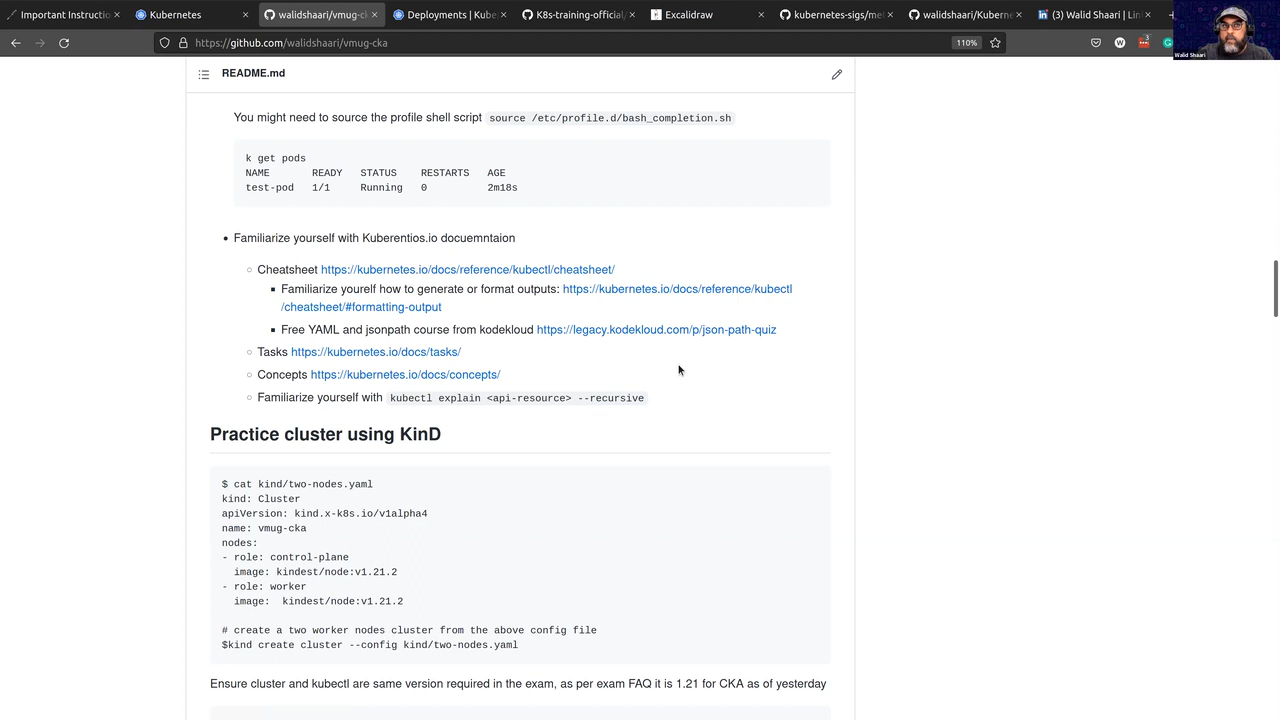 Important Instructio
Kubernetes
walidshaari/vmug-ck
Deployments | Kube
K8s-training-official/
Excalidraw
kubernetes-sigs/me
walidshaari/Kubern
(3) Walid Shaari | Lin
https://github.com/walidshaari/vmug-cka
110%
Walid Shaari
README.md
You might need to source the profile shell script source /etc/profile.d/bash_completion.sh
k get pods
NAME READY STATUS RESTARTS AGE
test-pod 1/1 Running 0 2m18s
• Familiarize yourself with Kuberentios.io docuemntaion
Cheatsheet https://kubernetes.io/docs/reference/kubectl/cheatsheet/
Familiarize yourelf how to generate or format outputs: https://kubernetes.io/docs/reference/kubectl
/cheatsheet/#formatting-output
Free YAML and jsonpath course from kodekloud https://legacy.kodekloud.com/p/json-path-quiz
Tasks https://kubernetes.io/docs/tasks/
Concepts https://kubernetes.io/docs/concepts/
Familiarize yourself with kubectl explain <api-resource> --recursive
Practice cluster using KinD
$ cat kind/two-nodes.yaml
kind: Cluster
apiVersion: kind.x-k8s.io/v1alpha4
name: vmug-cka
nodes:
- role: control-plane
image: kindest/node:v1.21.2
- role: worker
image: kindest/node:v1.21.2
# create a two worker nodes cluster from the above config file
$kind create cluster --config kind/two-nodes.yaml
Ensure cluster and kubectl are same version required in the exam, as per exam FAQ it is 1.21 for CKA as of yesterday